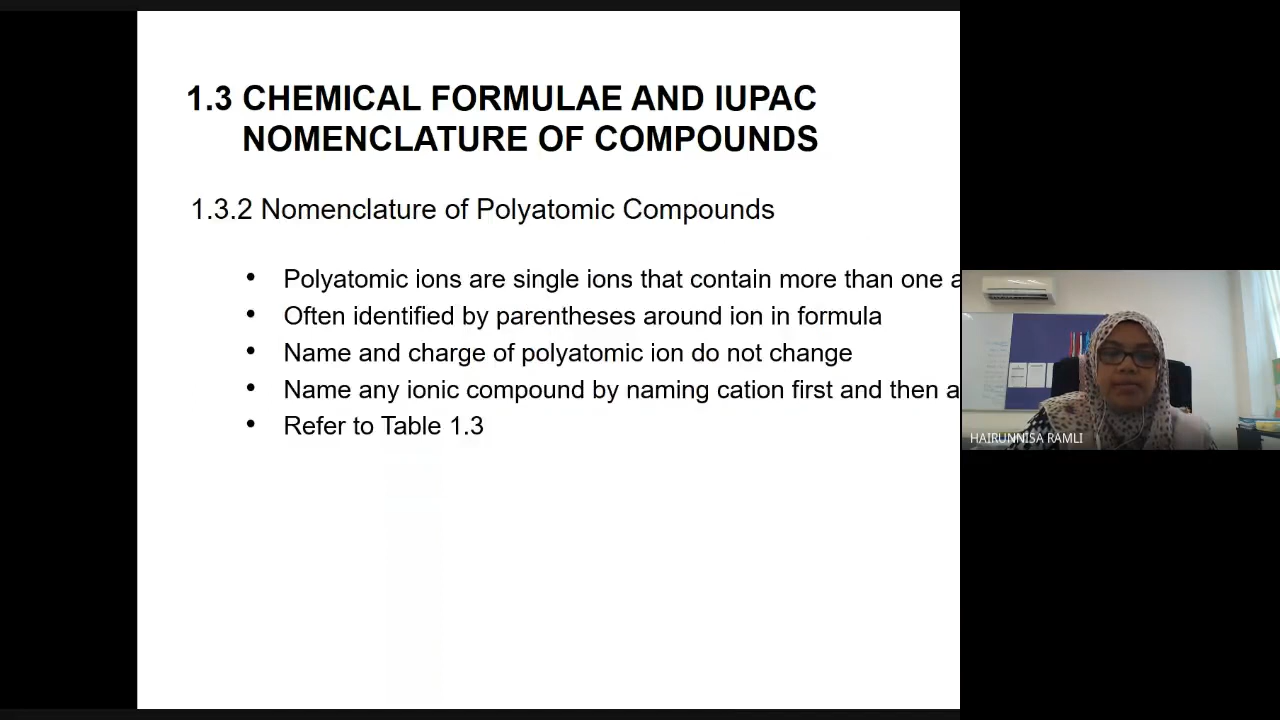 1.3 CHEMICAL FORMULAE AND IUPAC
NOMENCLATURE OF COMPOUNDS
1.3.2 Nomenclature of Polyatomic Compounds
• Polyatomic ions are single ions that contain more than one a
• Often identified by parentheses around ion in formula
• Name and charge of polyatomic ion do not change
• Name any ionic compound by naming cation first and then a
• Refer to Table 1.3
HAIRUNNISA RAMLI